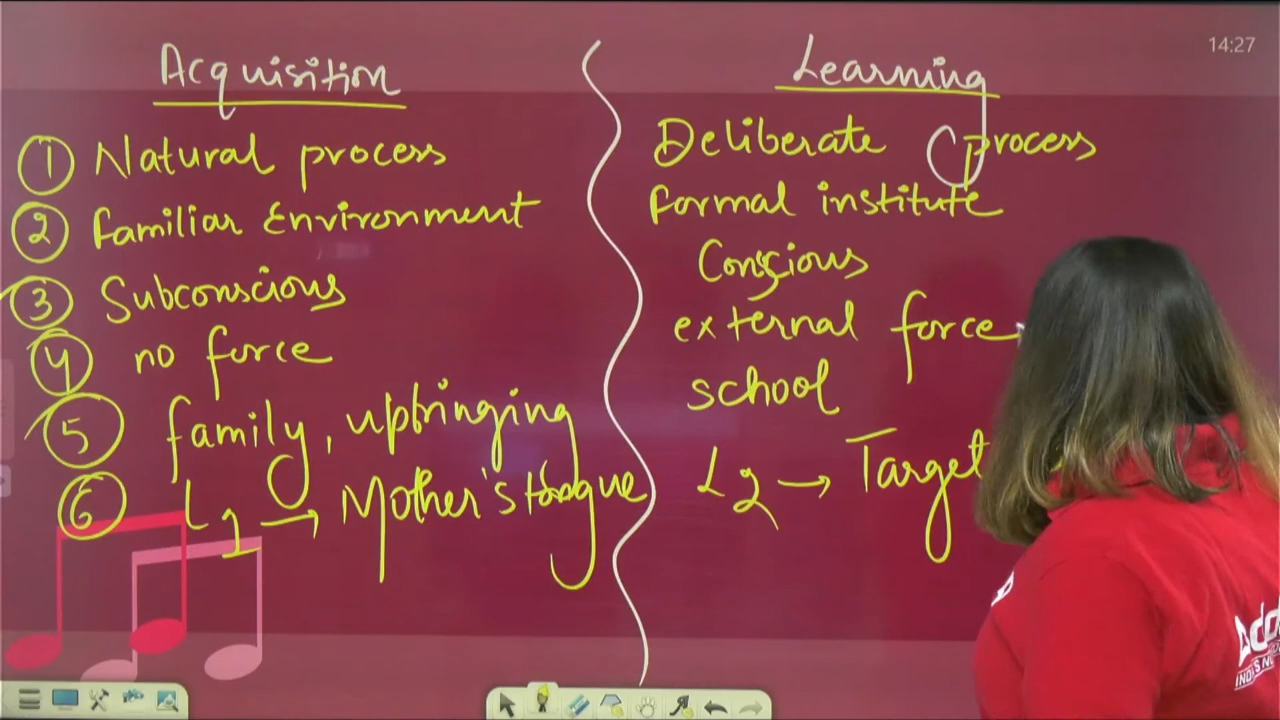 14:27
Acquisition
① Natural process
② familiar Environment
③ Subconscious
④ no force
⑤ family, upbringing
⑥ L1 → Mother's tongue
Learning
Deliberate process
formal institute
Conscious
external force
school
L2 → Target